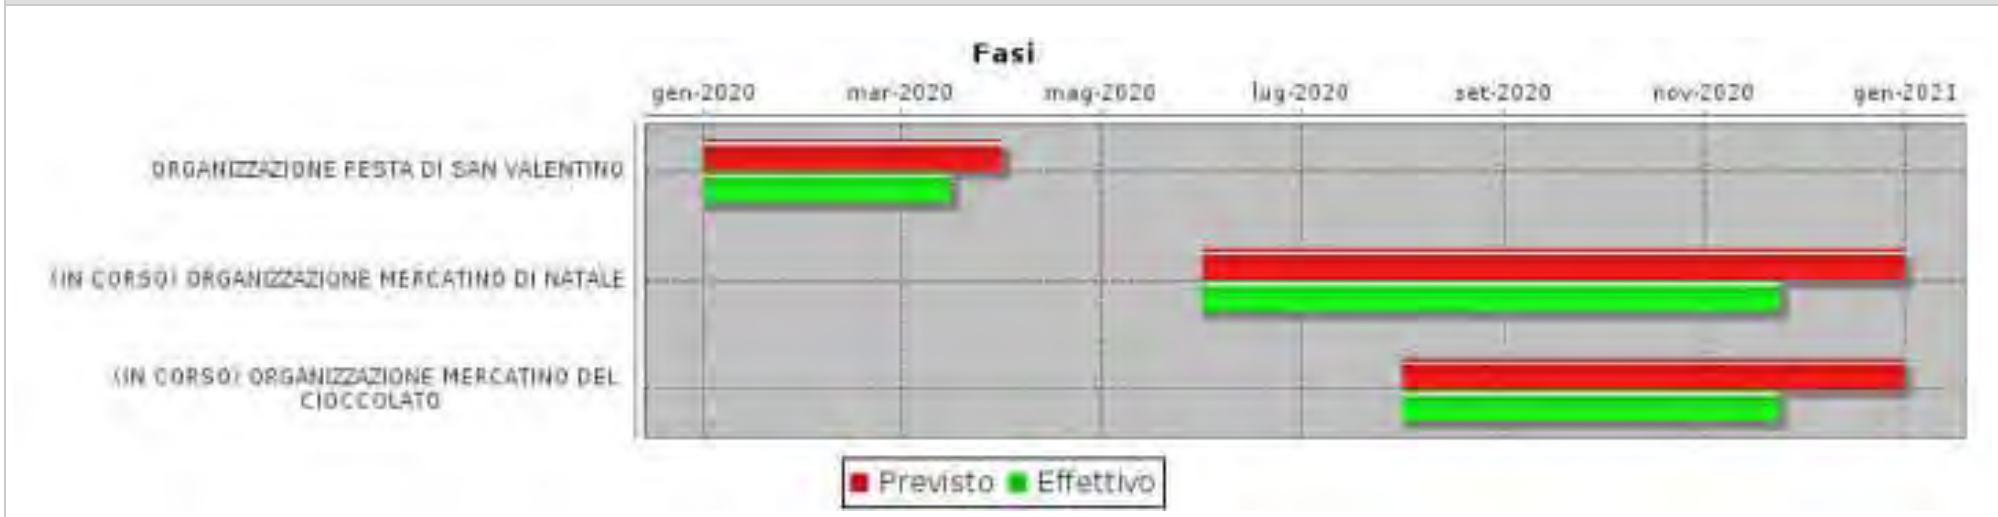 Fasi
gen-2020 mar-2020 mag-2020 lug-2020 set-2020 nov-2020 gen-2021
ORGANIZZAZIONE FESTA DI SAN VALENTINO
(IN CORSO) ORGANIZZAZIONE MERCATINO DI NATALE
(IN CORSO) ORGANIZZAZIONE MERCATINO DEL
CIOCCOLATO
Previsto Effettivo